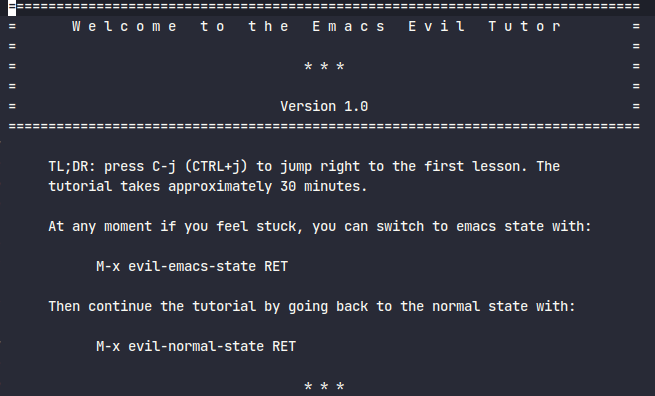 ===============================================================================
=       W e l c o m e   t o   t h e   E m a c s   E v i l   T u t o r         =
=                                                                             =
=                                    * * *                                    =
=                                                                             =
=                                 Version 1.0                                 =
===============================================================================
TL;DR: press C-j (CTRL+j) to jump right to the first lesson. The
tutorial takes approximately 30 minutes.
At any moment if you feel stuck, you can switch to emacs state with:
M-x evil-emacs-state RET
Then continue the tutorial by going back to the normal state with:
M-x evil-normal-state RET
* * *